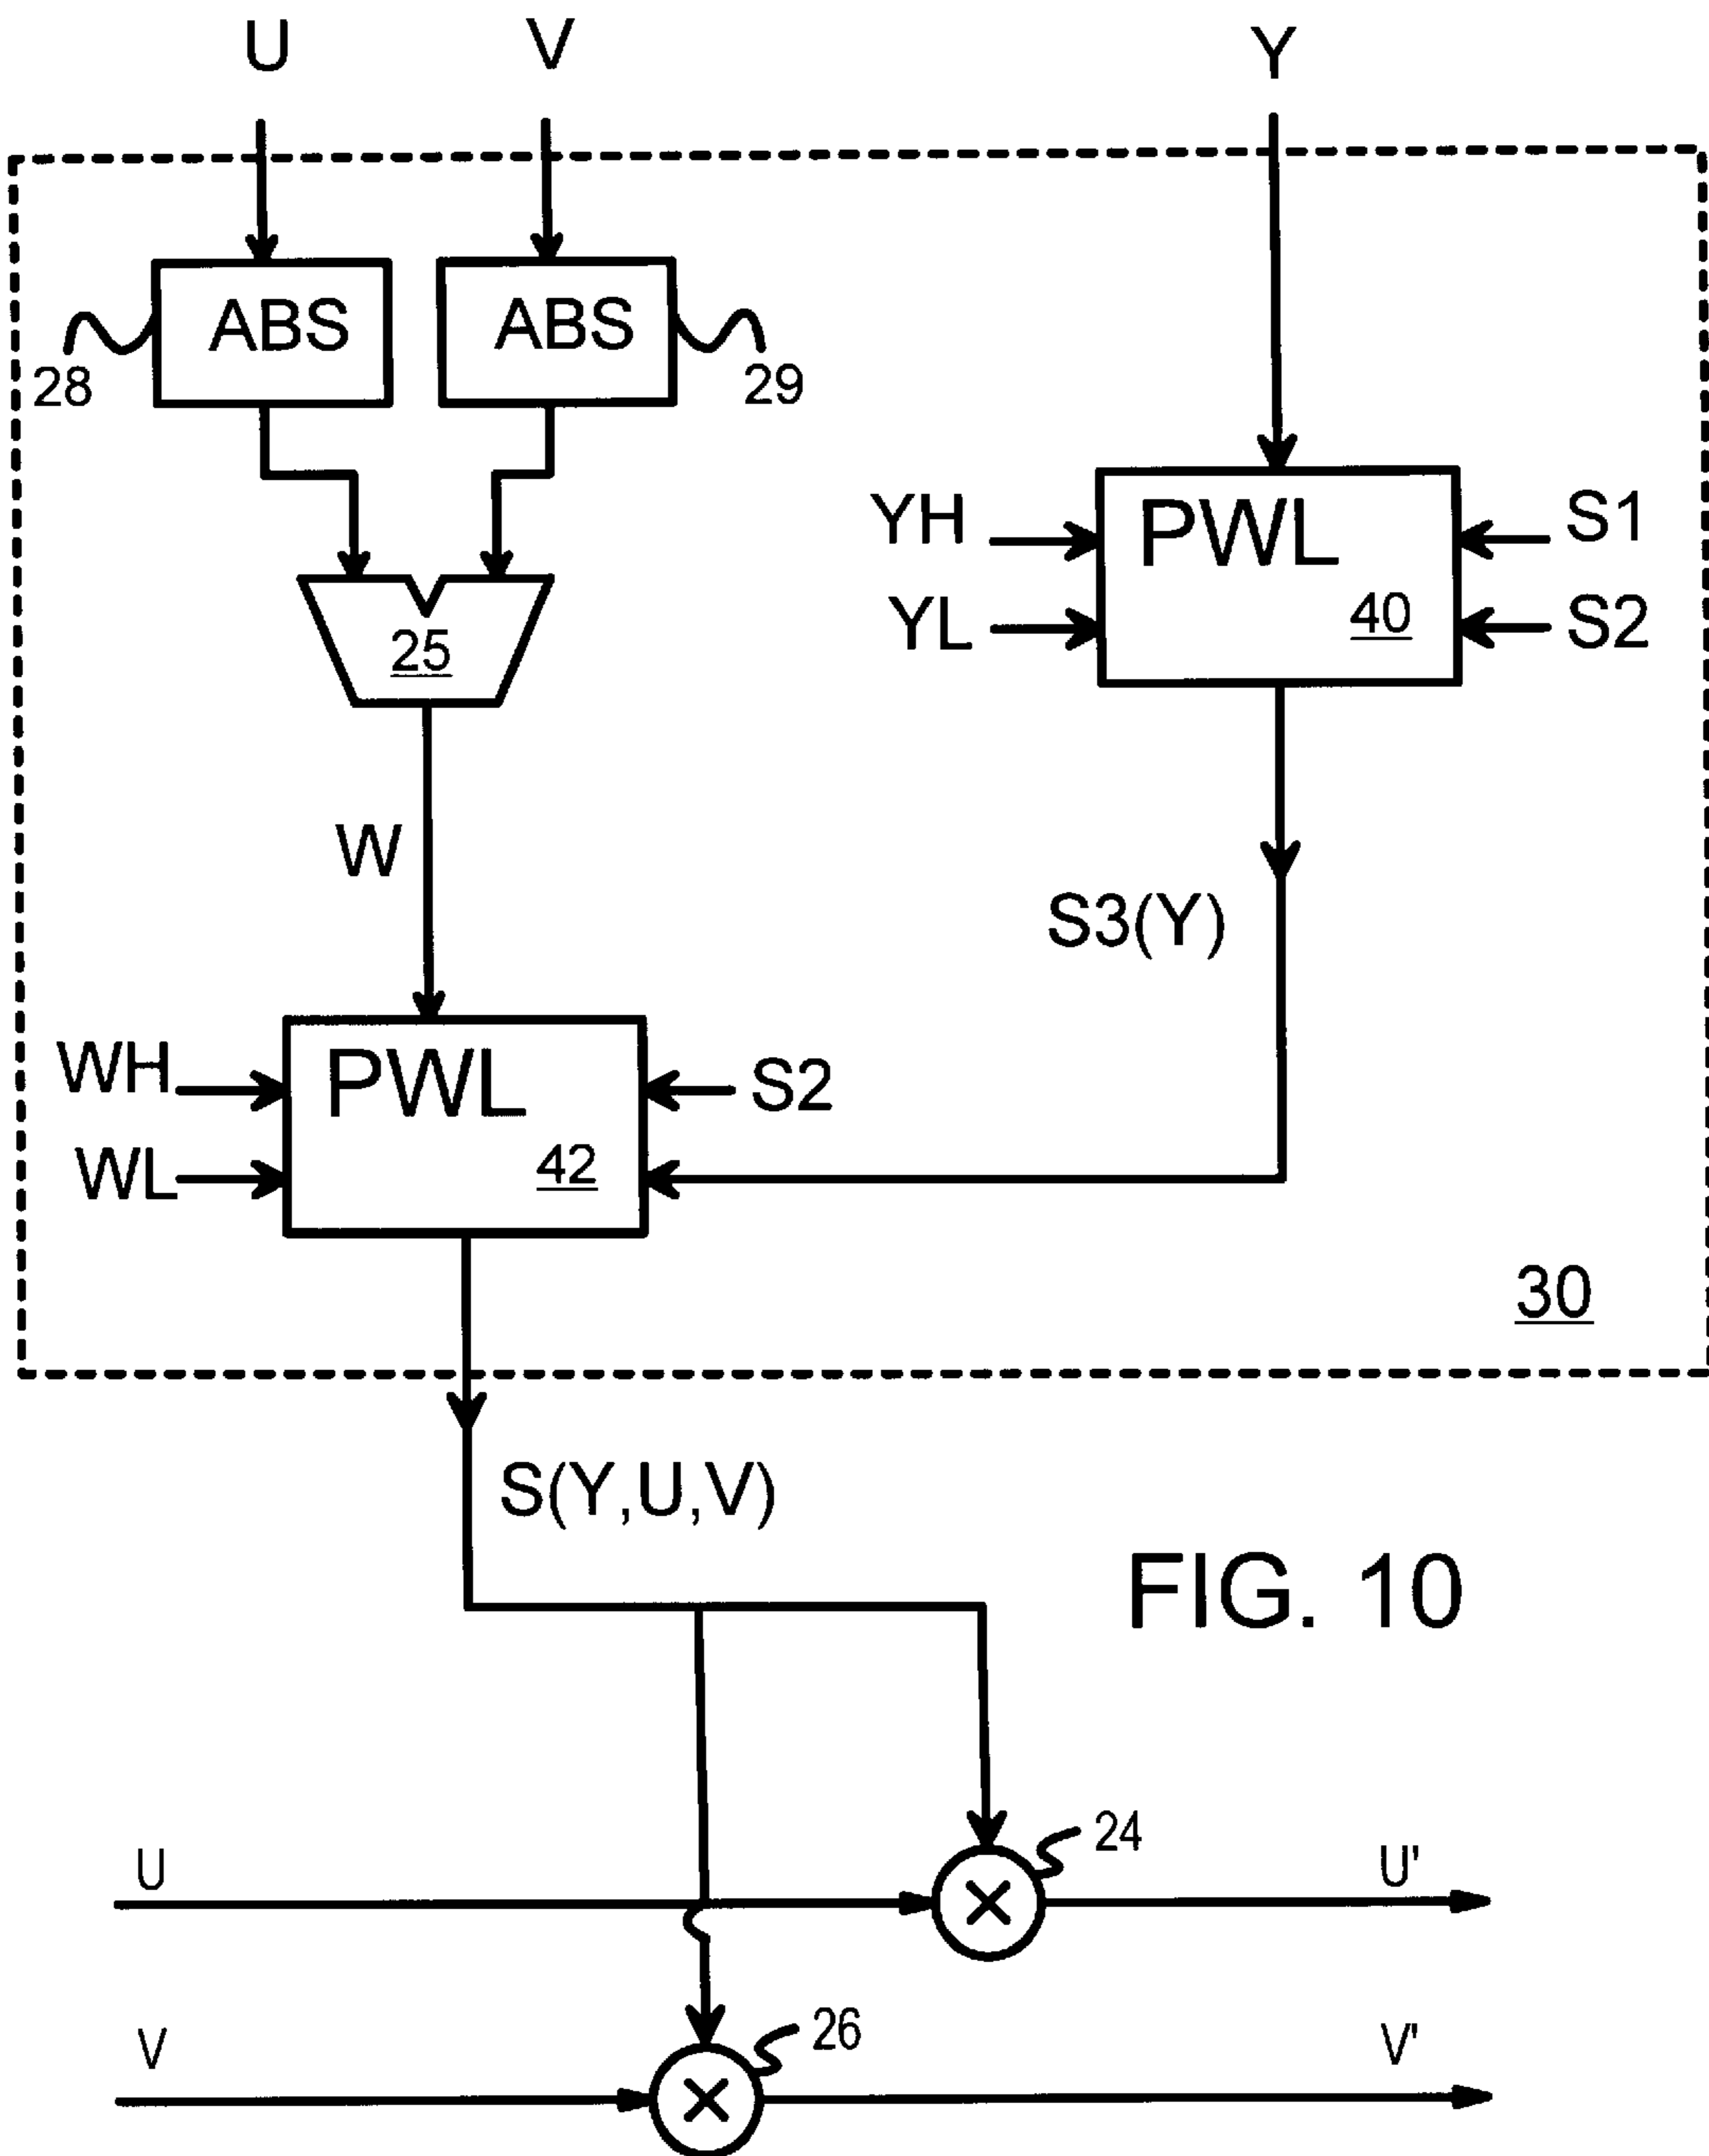 U V Y
ABS ABS
28 29
YH PWL S1
YL 40 S2
25
W
S3(Y)
WH PWL S2
WL 42
30
S(Y,U,V)
FIG. 10
24
U U'
26
V V'